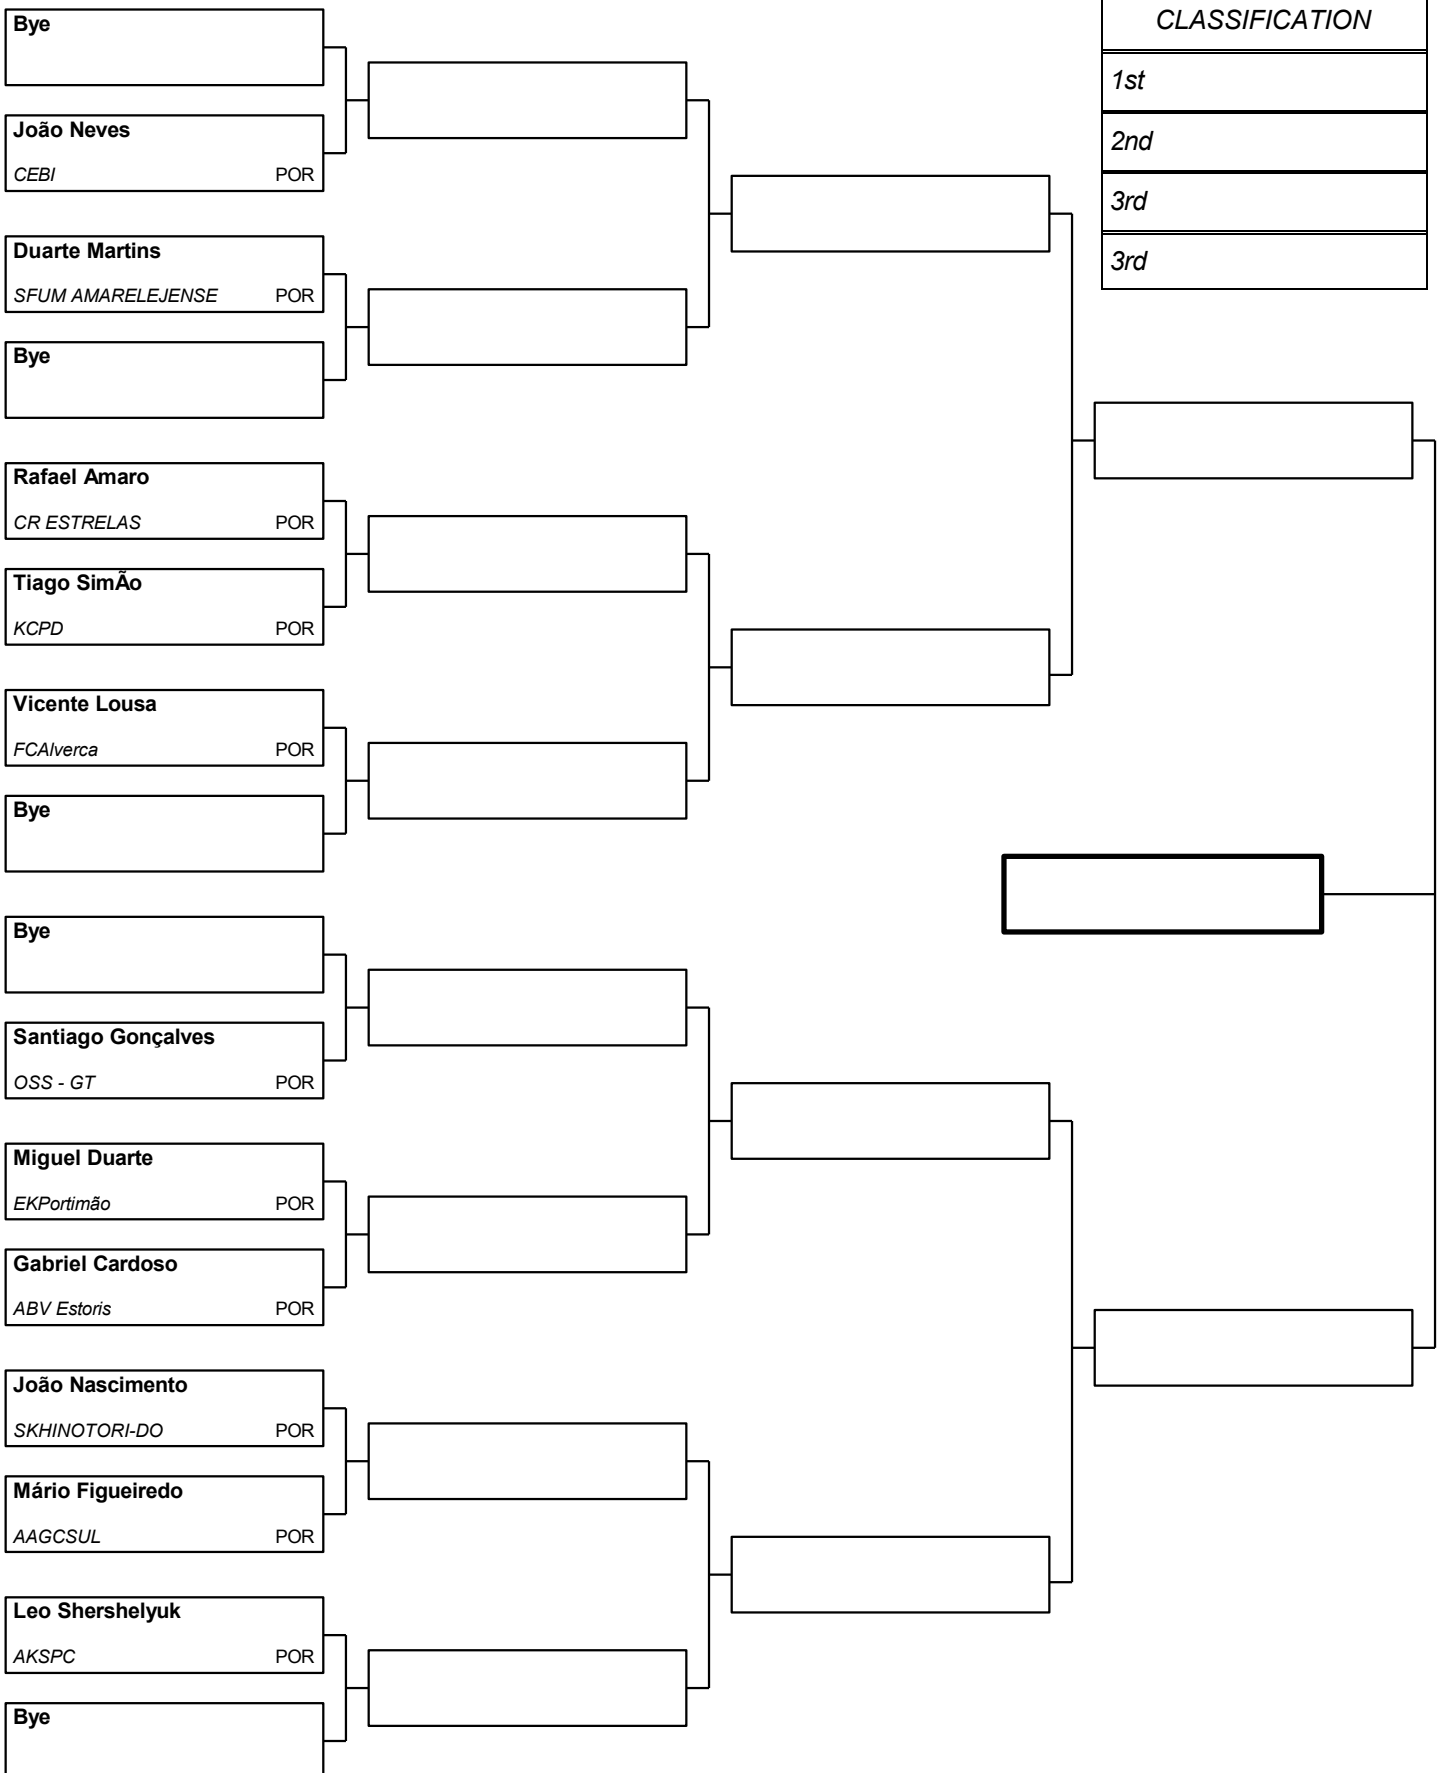 Bye
CLASSIFICATION
1st
2nd
3rd
3rd
João Neves
CEBI POR
Duarte Martins
SFUM AMARELEJENSE POR
Bye
Rafael Amaro
CR ESTRELAS POR
Tiago SimÃo
KCPD POR
Vicente Lousa
FCAlverca POR
Bye
Bye
Santiago Gonçalves
OSS - GT POR
Miguel Duarte
EKPortimão POR
Gabriel Cardoso
ABV Estoris POR
João Nascimento
SKHINOTORI-DO POR
Mário Figueiredo
AAGCSUL POR
Leo Shershelyuk
AKSPC POR
Bye